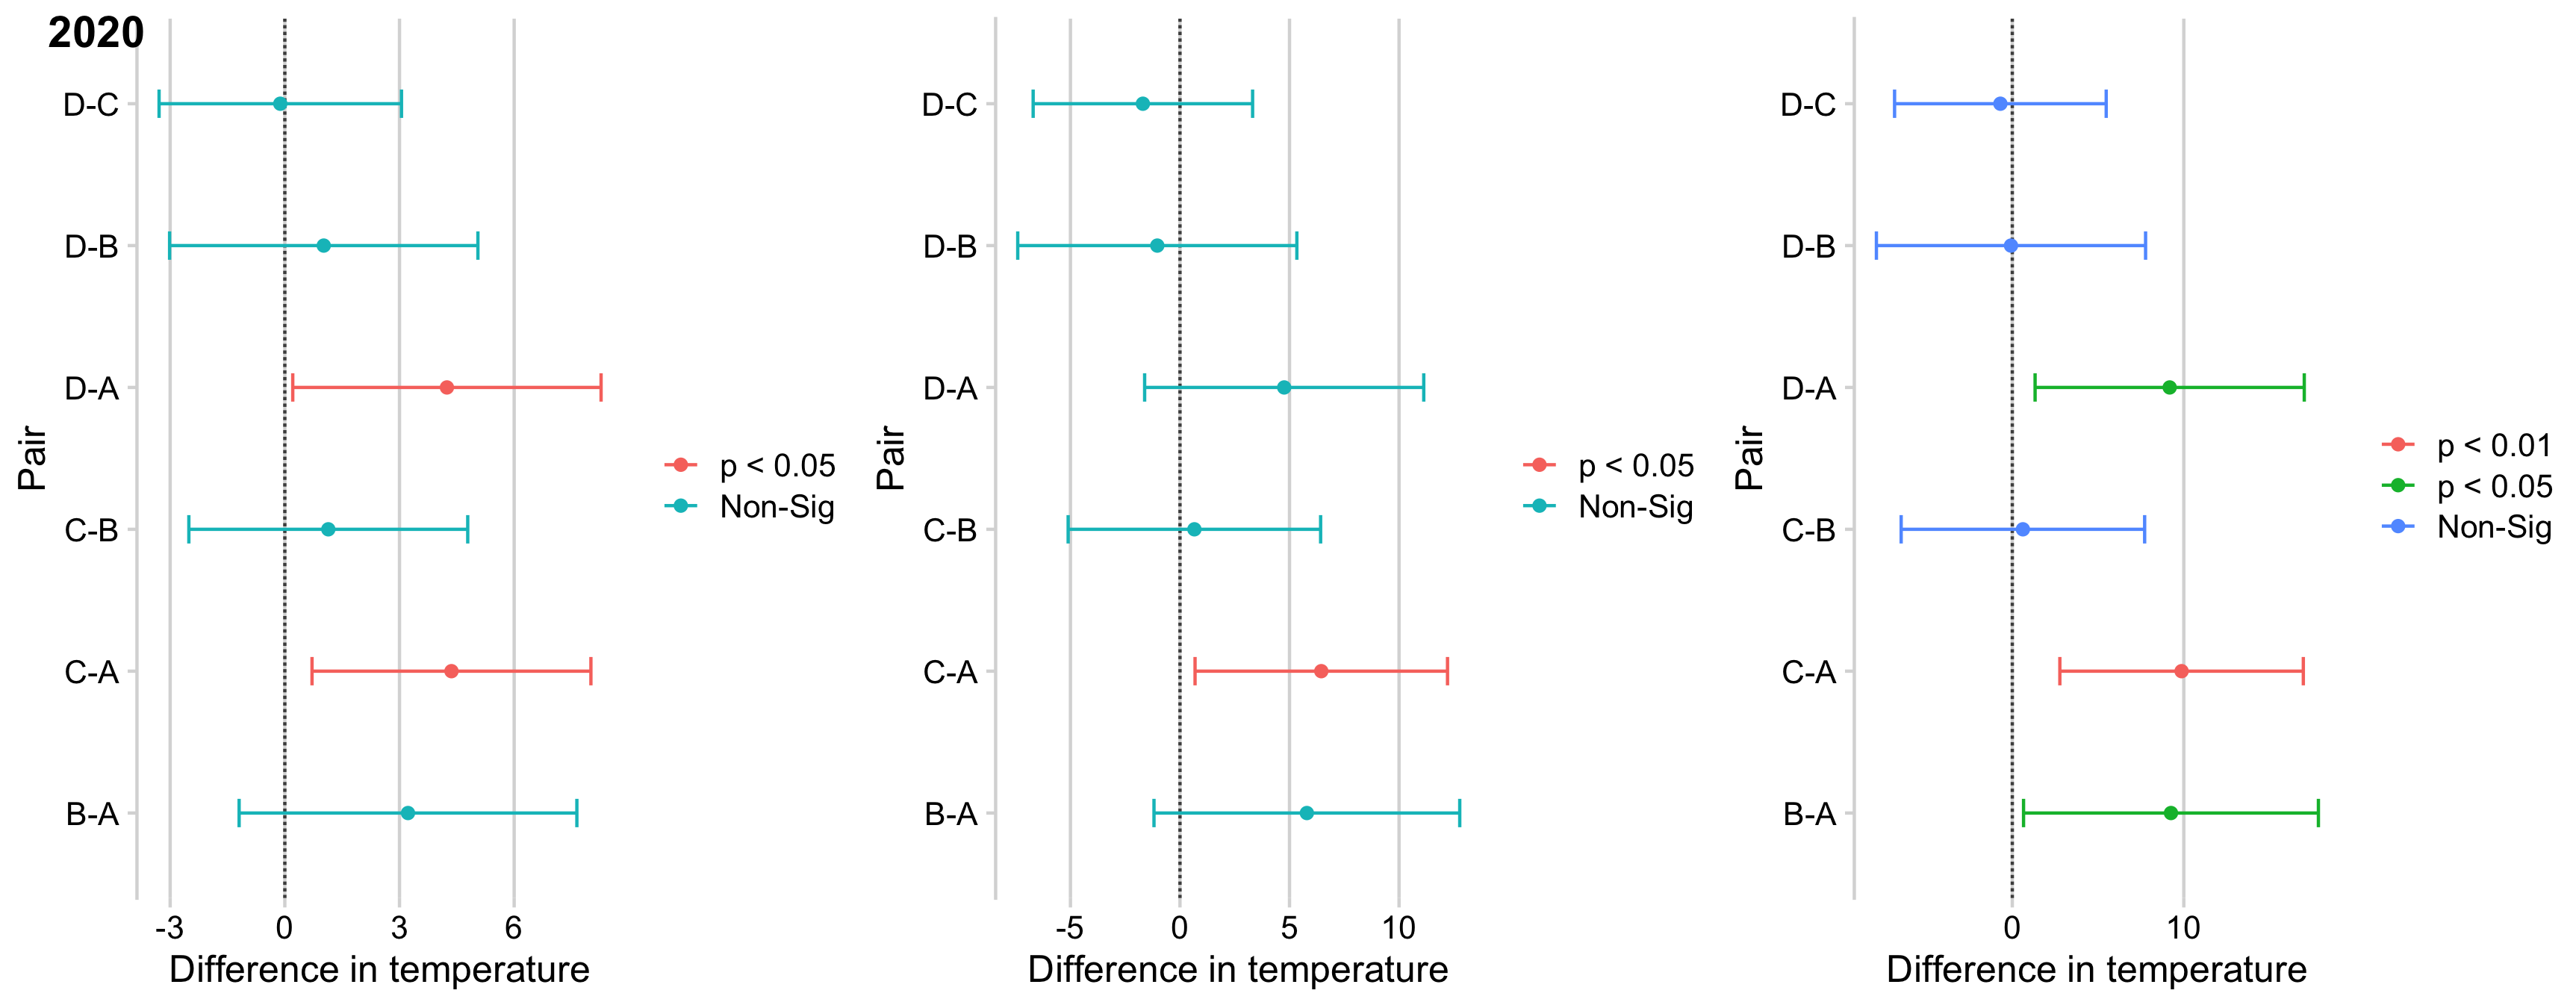 2020
Pair
D-C
D-B
D-A
C-B
C-A
B-A
-3 0 3 6
Difference in temperature
p < 0.05
Non-Sig
Pair
D-C
D-B
D-A
C-B
C-A
B-A
-5 0 5 10
Difference in temperature
p < 0.05
Non-Sig
Pair
D-C
D-B
D-A
C-B
C-A
B-A
0 10
Difference in temperature
p < 0.01
p < 0.05
Non-Sig